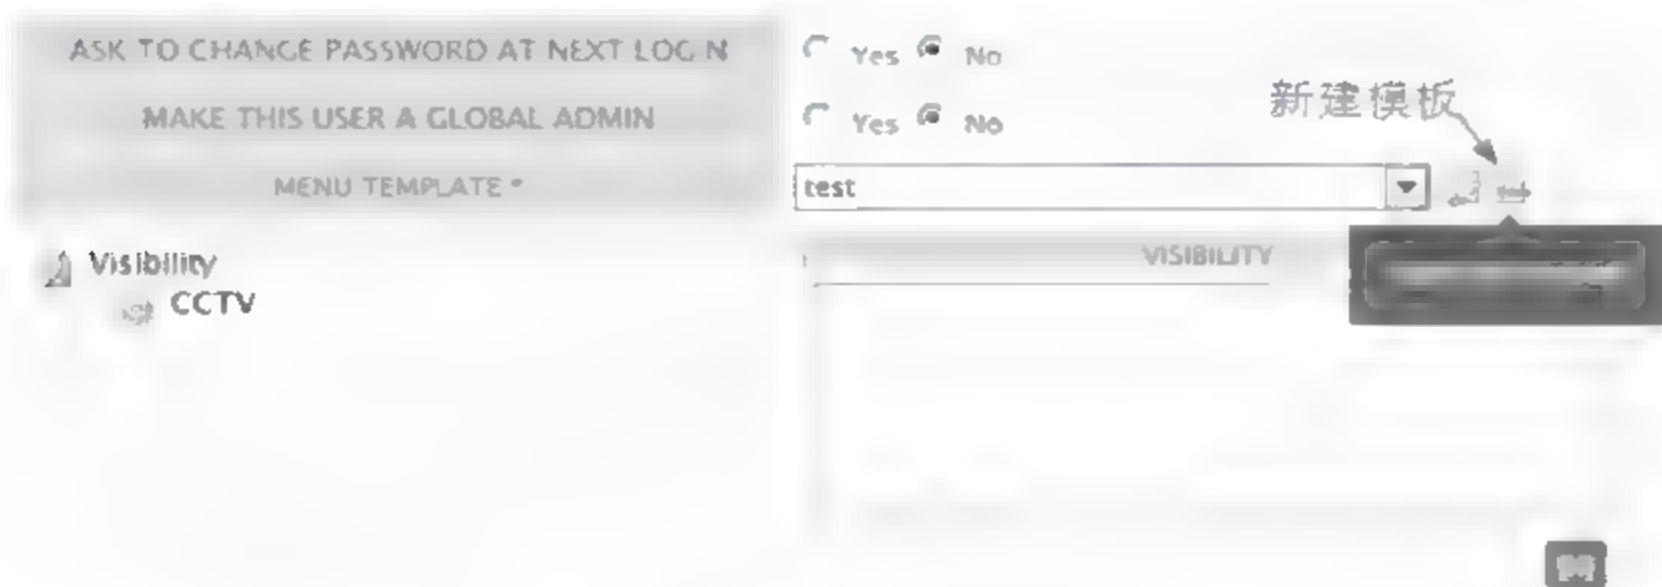 ASK TO CHANGE PASSWORD AT NEXT LOG N
Yes No
MAKE THIS USER A GLOBAL ADMIN
Yes No
新建模板
MENU TEMPLATE *
test
Visibility
VISIBILITY
CCTV